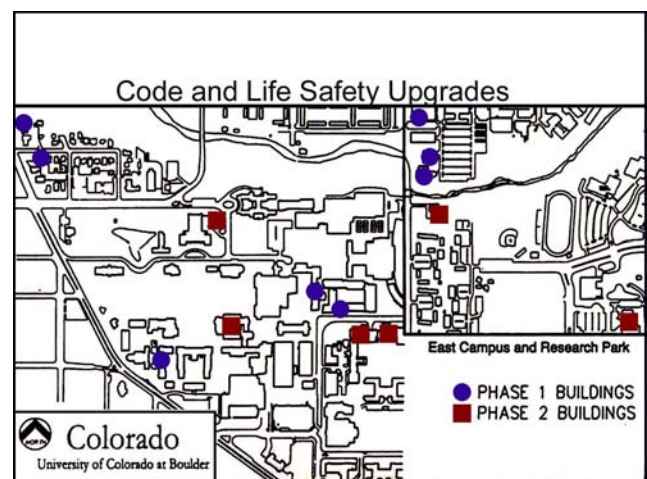 Code and Life Safety Upgrades
East Campus and Research Park
PHASE 1 BUILDINGS
PHASE 2 BUILDINGS
NORTH
Colorado
University of Colorado at Boulder